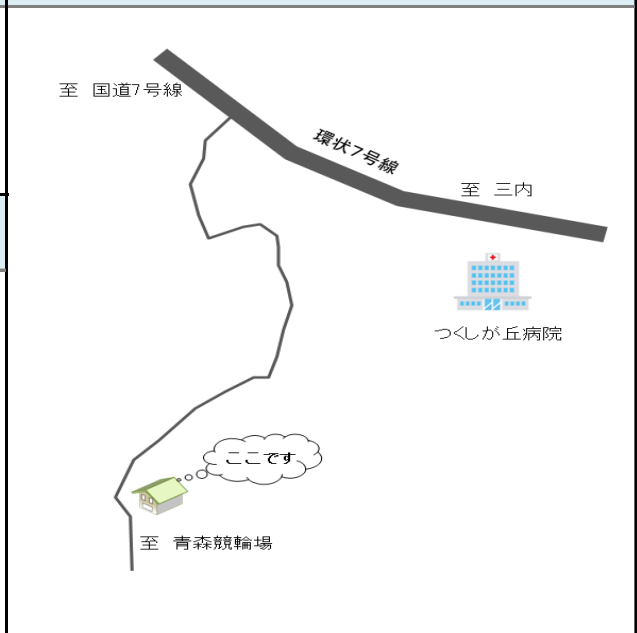 至 国道7号線
環状7号線
至 三内
つくしが丘病院
ここです
至 青森競輪場